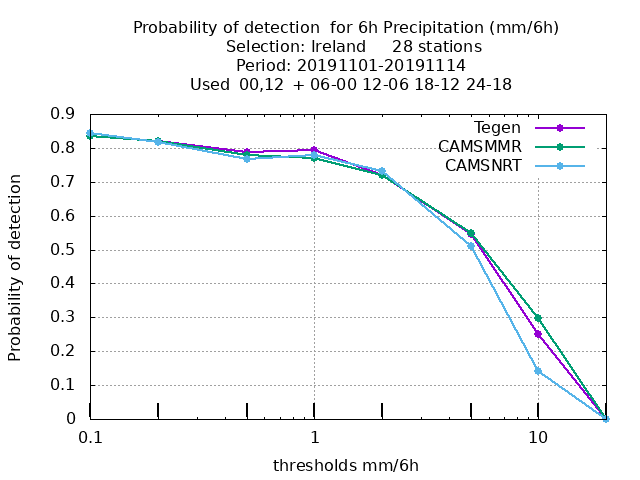 Probability of detection  for 6h Precipitation (mm/6h)
Selection: Ireland     28 stations
Period: 20191101-20191114
Used  00,12  + 06-00 12-06 18-12 24-18
Tegen
CAMSMMR
CAMSNRT
Probability of detection
0.9
0.8
0.7
0.6
0.5
0.4
0.3
0.2
0.1
0
0.1 1 10
thresholds mm/6h